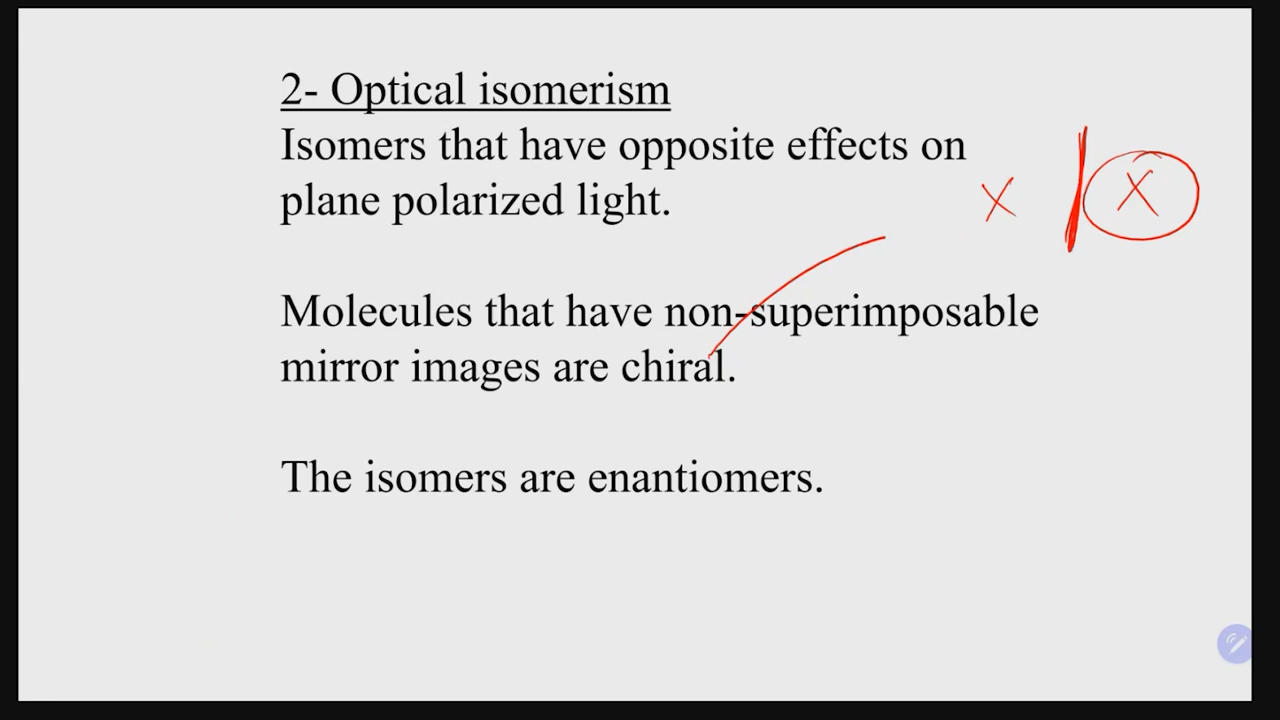 2- Optical isomerism
Isomers that have opposite effects on
plane polarized light.
X X
Molecules that have non-superimposable
mirror images are chiral.
The isomers are enantiomers.